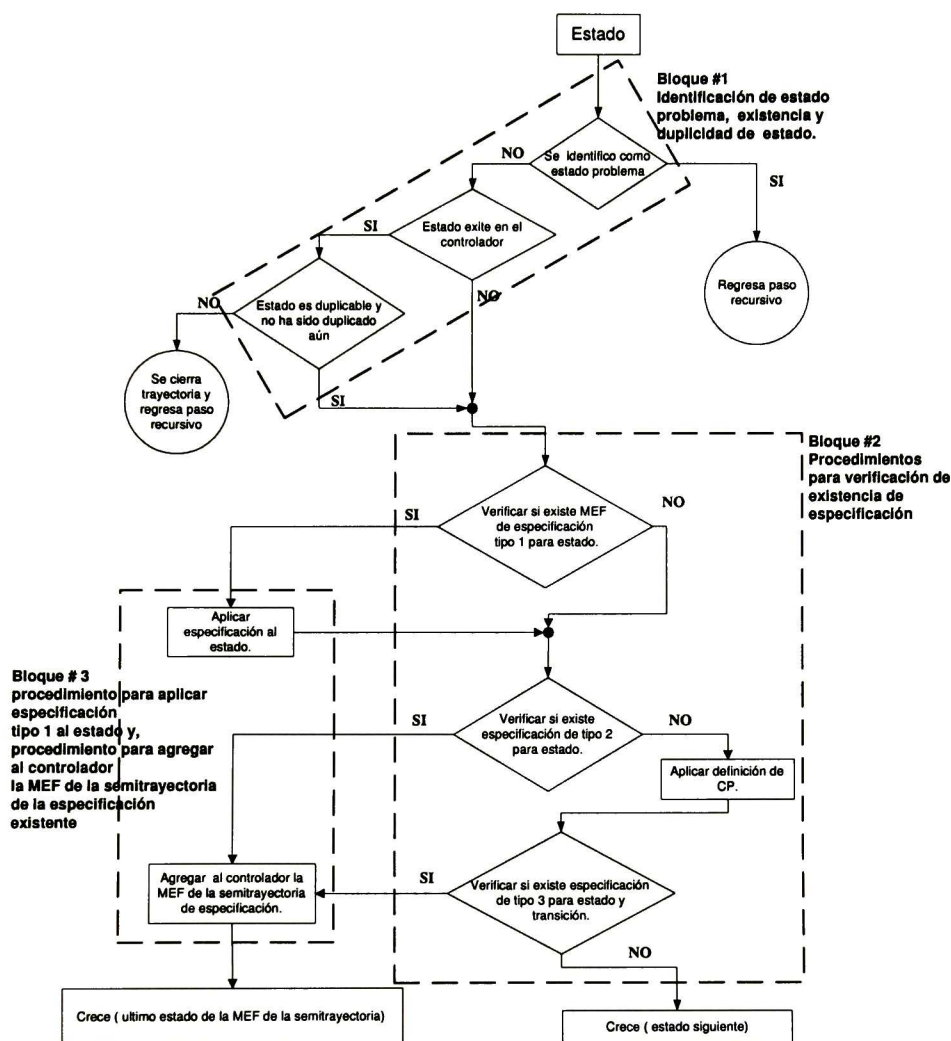 Estado
Bloque #1
Identificación de estado
problema, existencia y
duplicidad de estado.
Se Identifico como
estado problema
NO
SI
Estado exite en el
controlador
SI
NO
Regresa paso
recursivo
Estado es duplicable y
no ha sido duplicado
aún
NO
SI
Se cierra
trayectoria y
regresa paso
recursivo
Bloque #2
Procedimientos
para verificación de
existencia de
especificación
Verificar si existe MEF
de especificación
tipo 1 para estado.
SI
NO
Aplicar
especificación al
estado.
Bloque # 3
procedimiento para aplicar
especificación
tipo 1 al estado y,
procedimiento para agregar
al controlador
la MEF de la semitrayectoria
de la especificación
existente
Verificar si existe
especificación de tipo 2
para estado.
SI
NO
Aplicar definición de
CP.
Agregar al controlador la
MEF de la semitrayectoria
de especificación.
SI
Verificar si existe especificación
de tipo 3 para estado y
transición.
NO
Crece ( ultimo estado de la MEF de la semitrayectoria)
Crece ( estado siguiente)